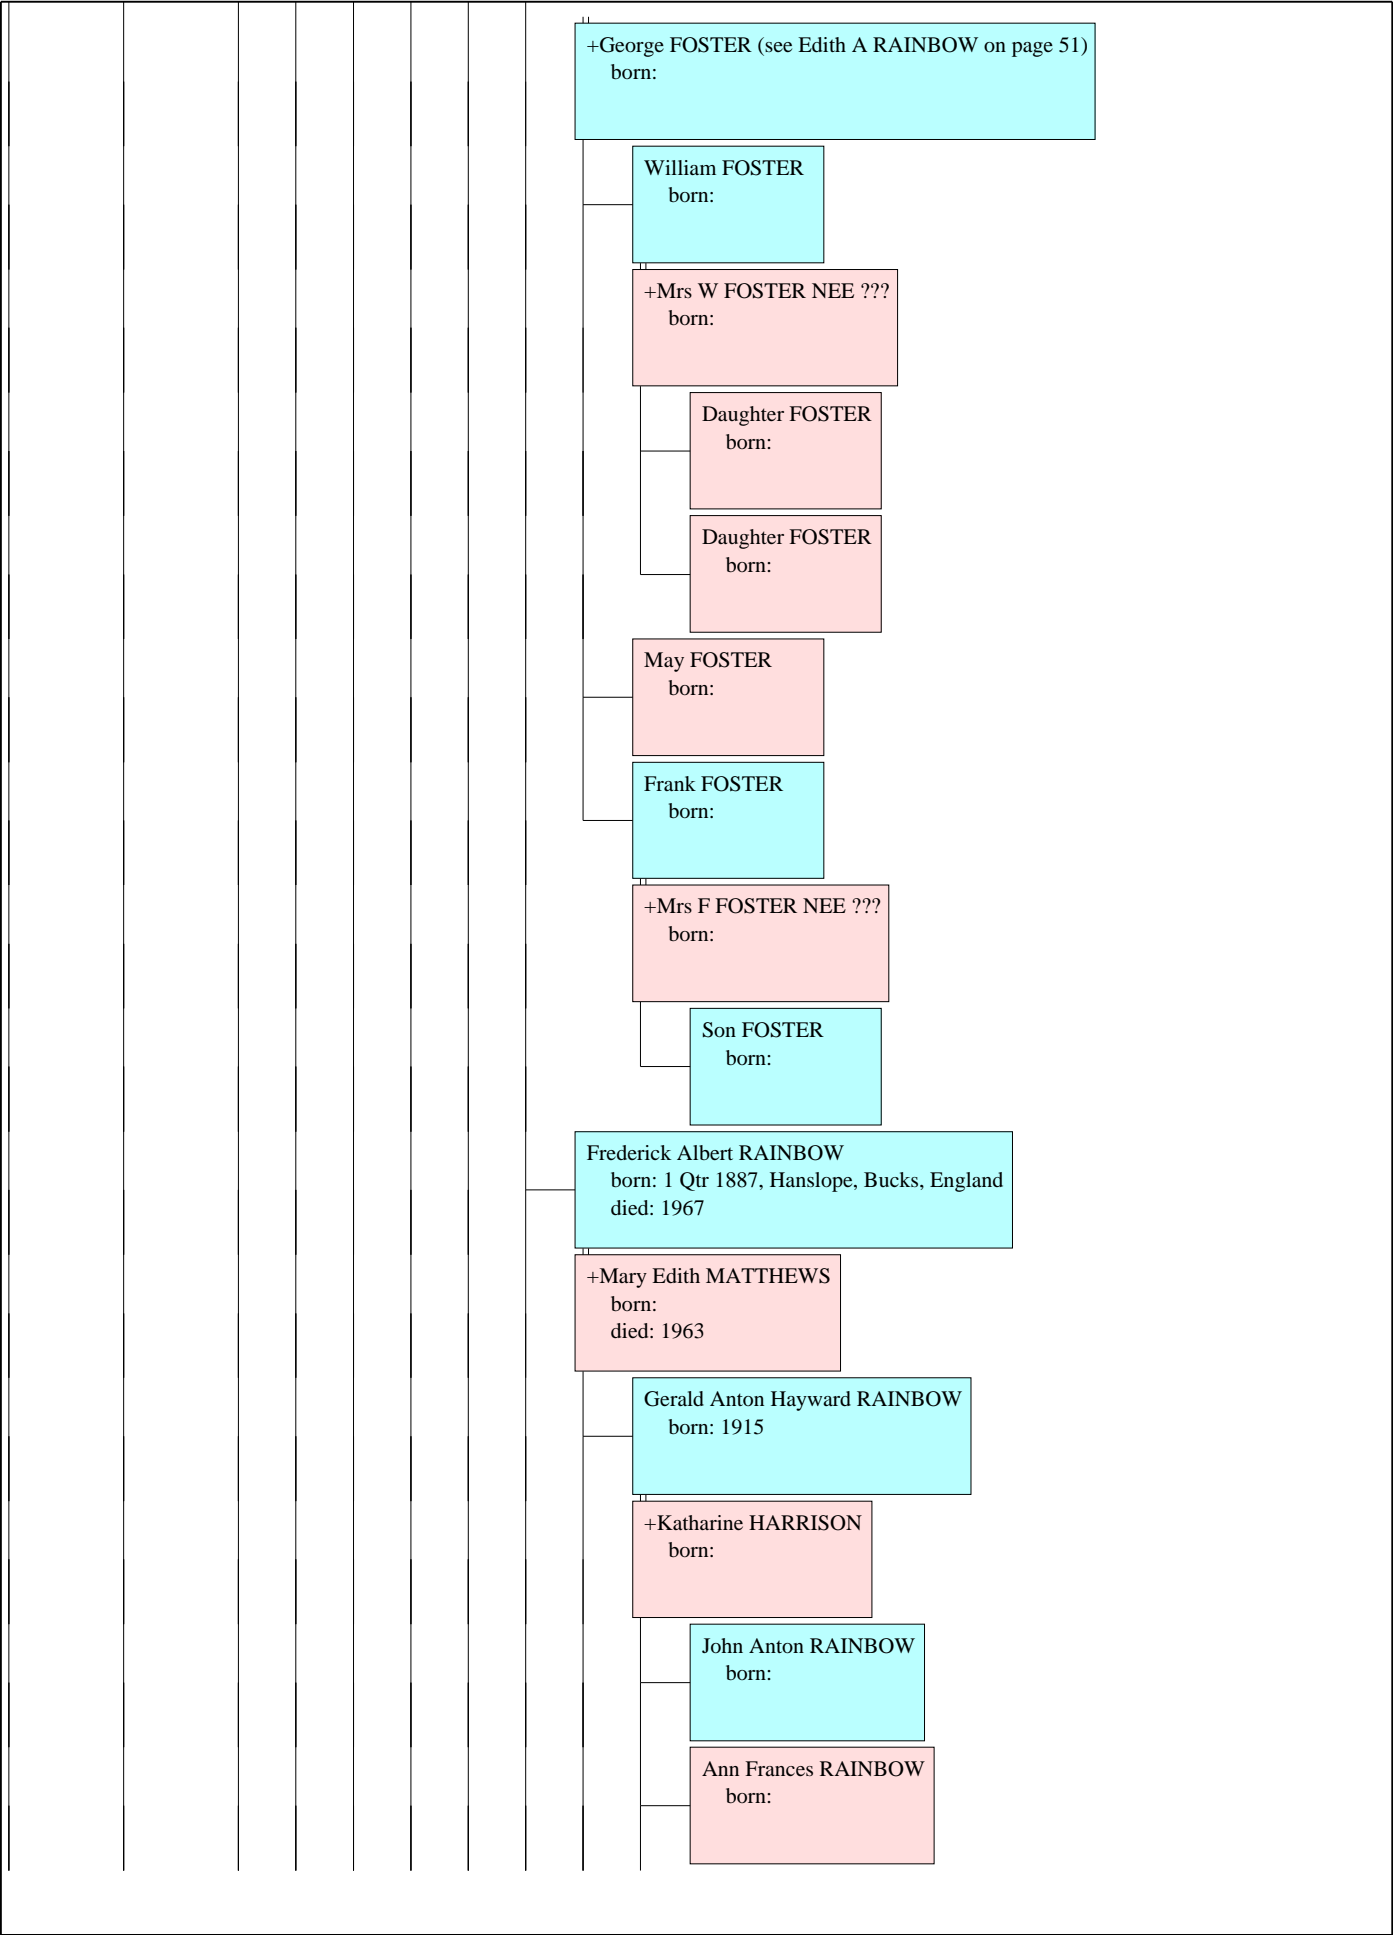 +George FOSTER (see Edith A RAINBOW on page 51)
born:
William FOSTER
born:
+Mrs W FOSTER NEE ???
born:
Daughter FOSTER
born:
Daughter FOSTER
born:
May FOSTER
born:
Frank FOSTER
born:
+Mrs F FOSTER NEE ???
born:
Son FOSTER
born:
Frederick Albert RAINBOW
born: 1 Qtr 1887, Hanslope, Bucks, England
died: 1967
+Mary Edith MATTHEWS
born:
died: 1963
Gerald Anton Hayward RAINBOW
born: 1915
+Katharine HARRISON
born:
John Anton RAINBOW
born:
Ann Frances RAINBOW
born: